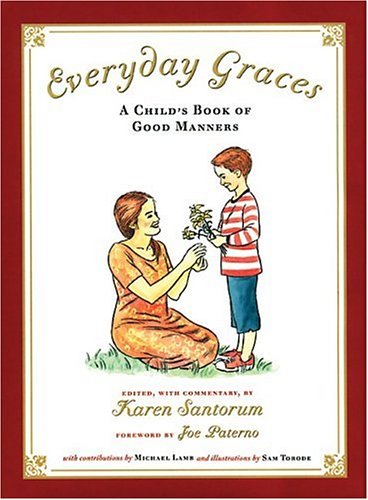 Everyday Graces
A Child's Book of
Good Manners
edited, with commentary, by
Karen Santorum
foreword by Joe Paterno
with contributions by Michael Lamb and illustrations by Sam Torode